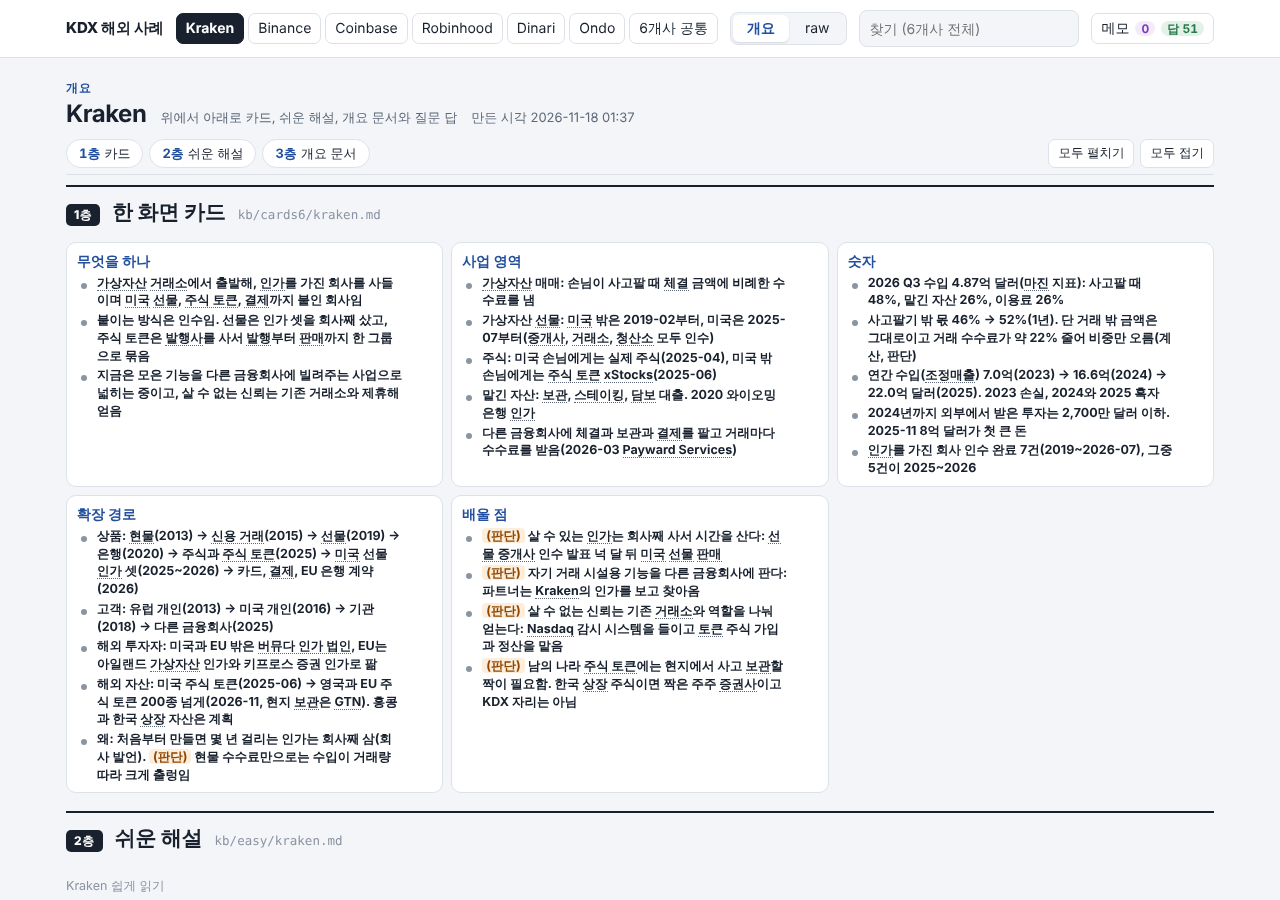 KDX 해외 사례
Kraken
Binance
Coinbase
Robinhood
Dinari
Ondo
6개사 공통
개요
raw
찾기 (6개사 전체)
메모 0 답 51
개요
Kraken 위에서 아래로 카드, 쉬운 해설, 개요 문서와 질문 답 만든 시각 2026-11-18 01:37
1층 카드
2층 쉬운 해설
3층 개요 문서
모두 펼치기
모두 접기
1층 한 화면 카드 kb/cards6/kraken.md
무엇을 하나
가상자산 거래소에서 출발해, 인가를 가진 회사를 사들
이며 미국 선물, 주식 토큰, 결제까지 붙인 회사임
붙이는 방식은 인수임. 선물은 인가 셋을 회사째 샀고,
주식 토큰은 발행사를 사서 발행부터 판매까지 한 그룹
으로 묶음
지금은 모은 기능을 다른 금융회사에 빌려주는 사업으로
넓히는 중이고, 살 수 없는 신뢰는 기존 거래소와 제휴해
얻음
사업 영역
가상자산 매매: 손님이 사고팔 때 체결 금액에 비례한 수
수료를 냄
가상자산 선물: 미국 밖은 2019-02부터, 미국은 2025-
07부터(중개사, 거래소, 청산소 모두 인수)
주식: 미국 손님에게는 실제 주식(2025-04), 미국 밖
손님에게는 주식 토큰 xStocks(2025-06)
맡긴 자산: 보관, 스테이킹, 담보 대출. 2020 와이오밍
은행 인가
다른 금융회사에 체결과 보관과 결제를 팔고 거래마다
수수료를 받음(2026-03 Payward Services)
숫자
2026 Q3 수입 4.87억 달러(마진 지표): 사고팔 때
48%, 맡긴 자산 26%, 이용료 26%
사고팔기 밖 몫 46% → 52%(1년). 단 거래 밖 금액은
그대로이고 거래 수수료가 약 22% 줄어 비중만 오름(계
산, 판단)
연간 수입(조정매출) 7.0억(2023) → 16.6억(2024) →
22.0억 달러(2025). 2023 손실, 2024와 2025 흑자
2024년까지 외부에서 받은 투자는 2,700만 달러 이하.
2025-11 8억 달러가 첫 큰 돈
인가를 가진 회사 인수 완료 7건(2019~2026-07), 그중
5건이 2025~2026
확장 경로
상품: 현물(2013) → 신용 거래(2015) → 선물(2019) →
은행(2020) → 주식과 주식 토큰(2025) → 미국 선물
인가 셋(2025~2026) → 카드, 결제, EU 은행 계약
(2026)
고객: 유럽 개인(2013) → 미국 개인(2016) → 기관
(2018) → 다른 금융회사(2025)
해외 투자자: 미국과 EU 밖은 버뮤다 인가 법인, EU는
아일랜드 가상자산 인가와 키프로스 증권 인가로 팖
해외 자산: 미국 주식 토큰(2025-06) → 영국과 EU 주
식 토큰 200종 넘게(2026-11, 현지 보관은 GTN). 홍콩
과 한국 상장 자산은 계획
왜: 처음부터 만들면 몇 년 걸리는 인가는 회사째 삼(회
사 발언). (판단) 현물 수수료만으로는 수입이 거래량
따라 크게 출렁임
배울 점
(판단) 살 수 있는 인가는 회사째 사서 시간을 산다: 선
물 중개사 인수 발표 넉 달 뒤 미국 선물 판매
(판단) 자기 거래 시설용 기능을 다른 금융회사에 판다:
파트너는 Kraken의 인가를 보고 찾아옴
(판단) 살 수 없는 신뢰는 기존 거래소와 역할을 나눠
얻는다: Nasdaq 감시 시스템을 들이고 토큰 주식 가입
과 정산을 맡음
(판단) 남의 나라 주식 토큰에는 현지에서 사고 보관할
짝이 필요함. 한국 상장 주식이면 짝은 주주 증권사이고
KDX 자리는 아님
2층 쉬운 해설 kb/easy/kraken.md
Kraken 쉽게 읽기